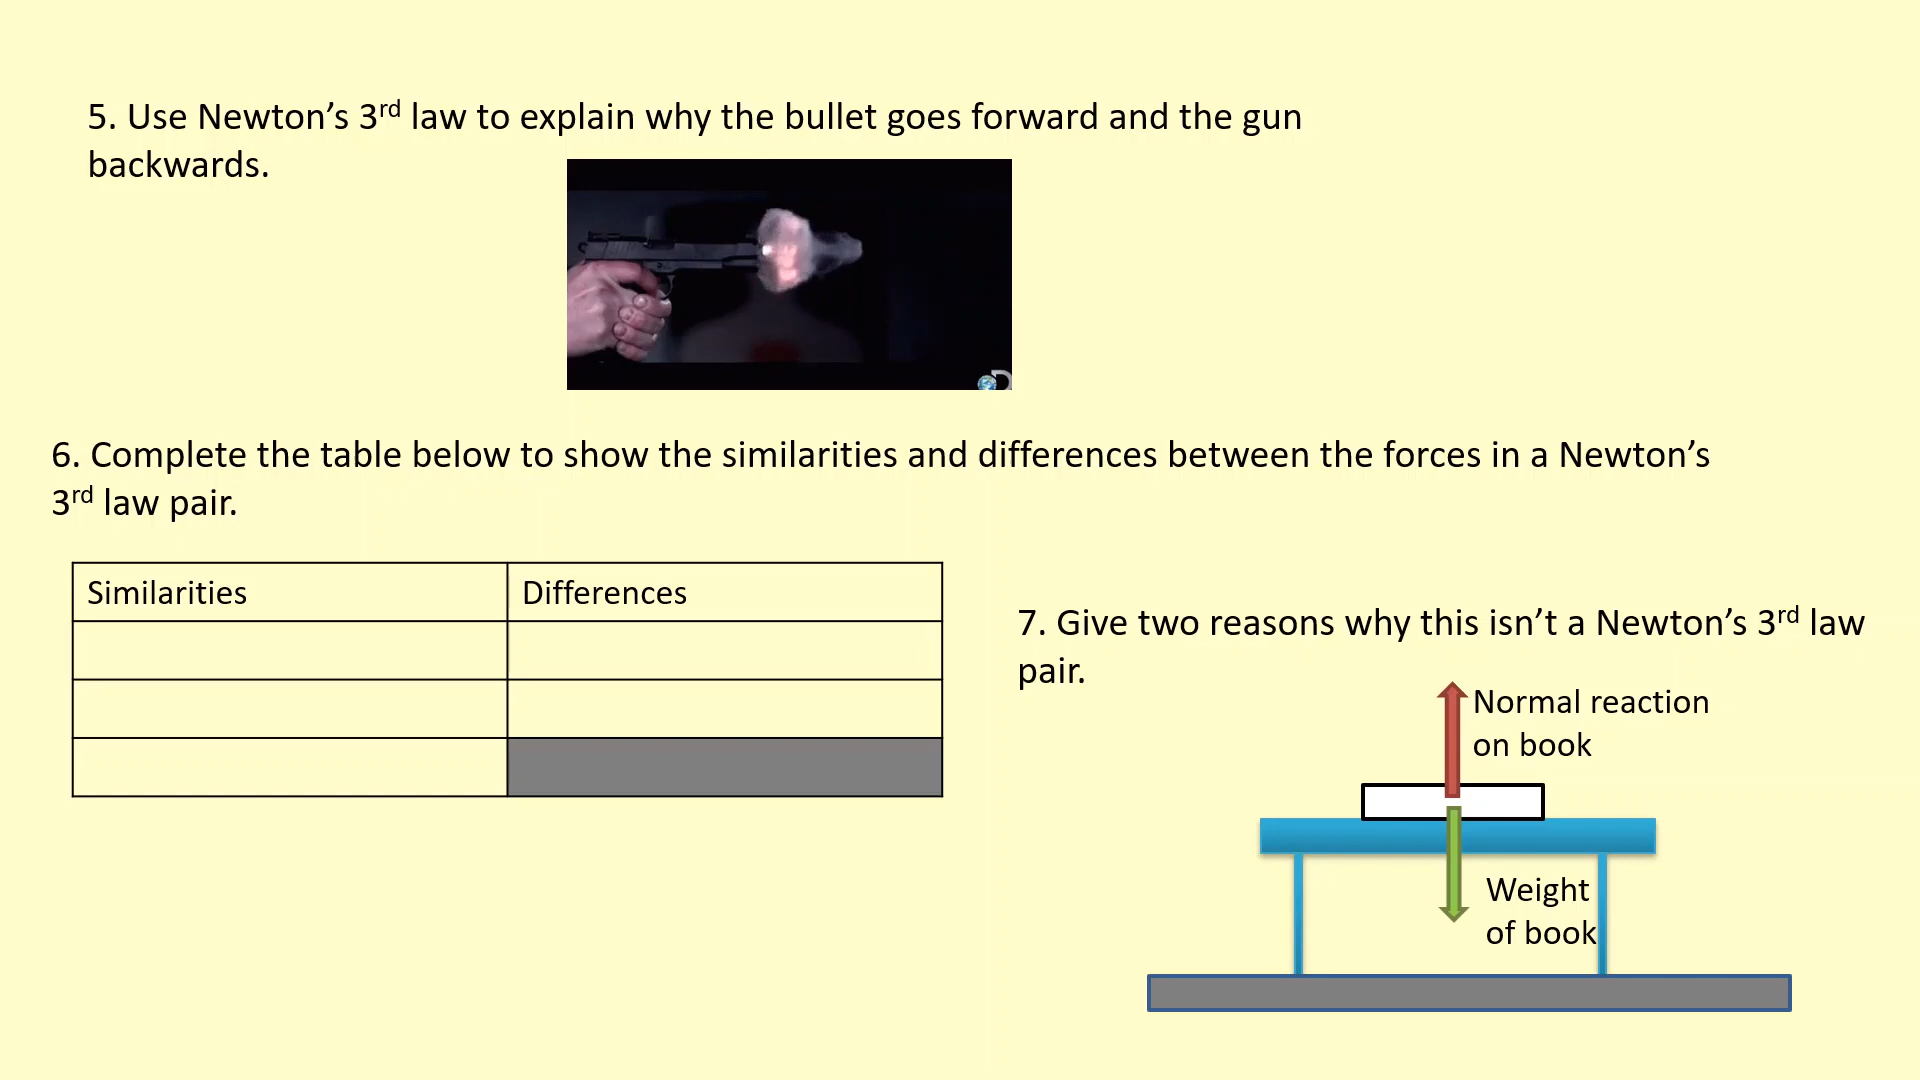 5. Use Newton’s 3rd law to explain why the bullet goes forward and the gun
backwards.
6. Complete the table below to show the similarities and differences between the forces in a Newton’s
3rd law pair.
Similarities
Differences
7. Give two reasons why this isn’t a Newton’s 3rd law
pair.
Normal reaction
on book
Weight
of book